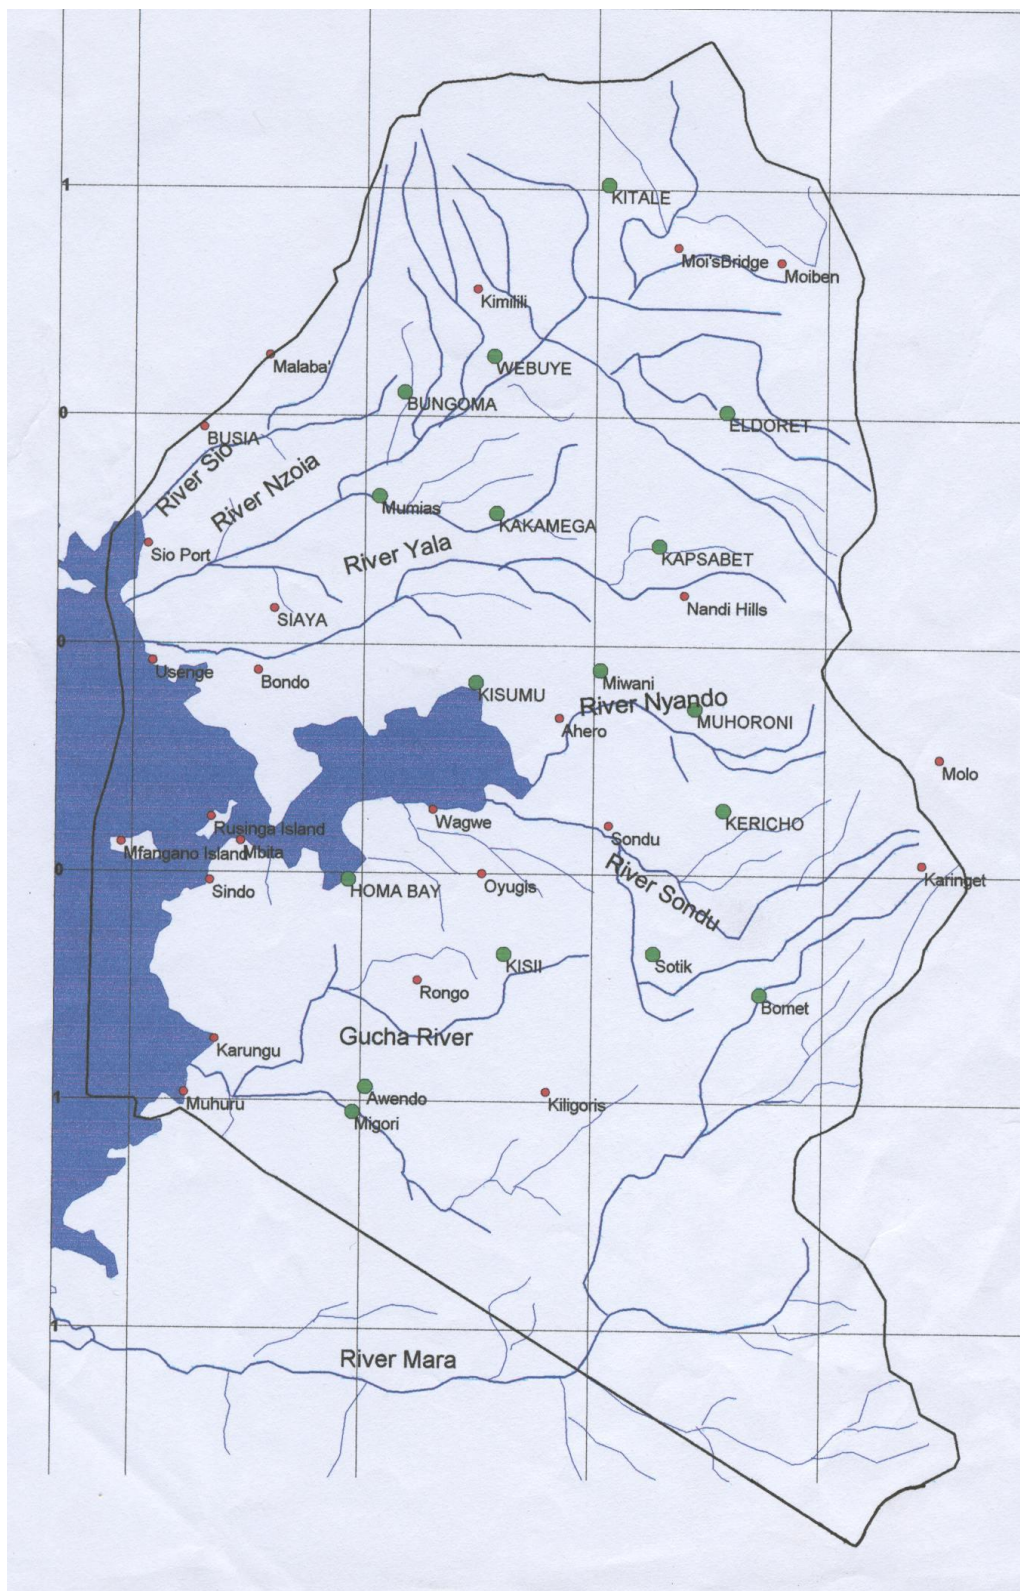 1
KITALE
Moi'sBridge
Moiben
Kimilili
Malaba'
WEBUYE
BUNGOMA
0
ELDORET
BUSIA
River Sio
River Nzoia
Mumias
KAKAMEGA
Sio Port
River Yala
KAPSABET
Nandi Hills
SIAYA
0
Usenge
Bondo
KISUMU
Miwani
River Nyando
MUHORONI
Ahero
Molo
Rusinga Island
Wagwe
KERICHO
Mfangano Island
Mbita
Sondu
0
Sindo
HOMA BAY
Oyugis
River Sondu
Karinget
KISII
Sotik
Rongo
Bomet
Gucha River
Karungu
Awendo
1
Muhuru
Migori
Kiligoris
1
River Mara